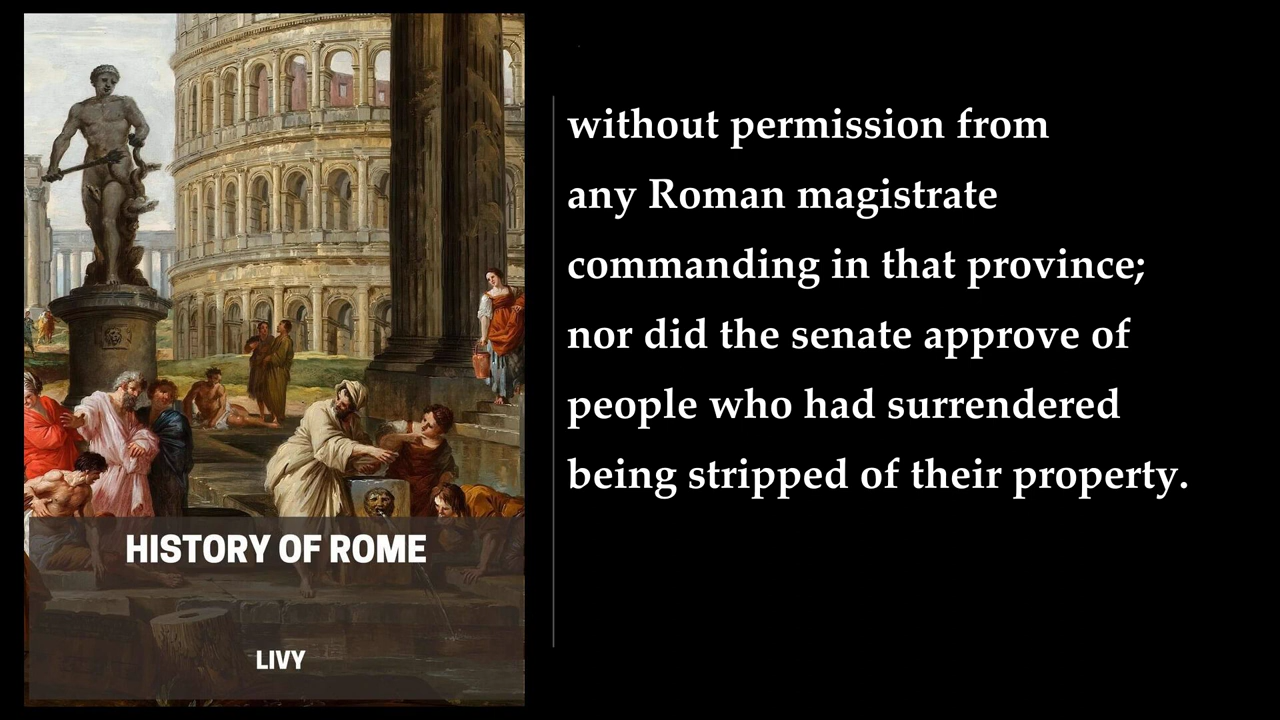 HISTORY OF ROME
LIVY
without permission from
any Roman magistrate
commanding in that province;
nor did the senate approve of
people who had surrendered
being stripped of their property.